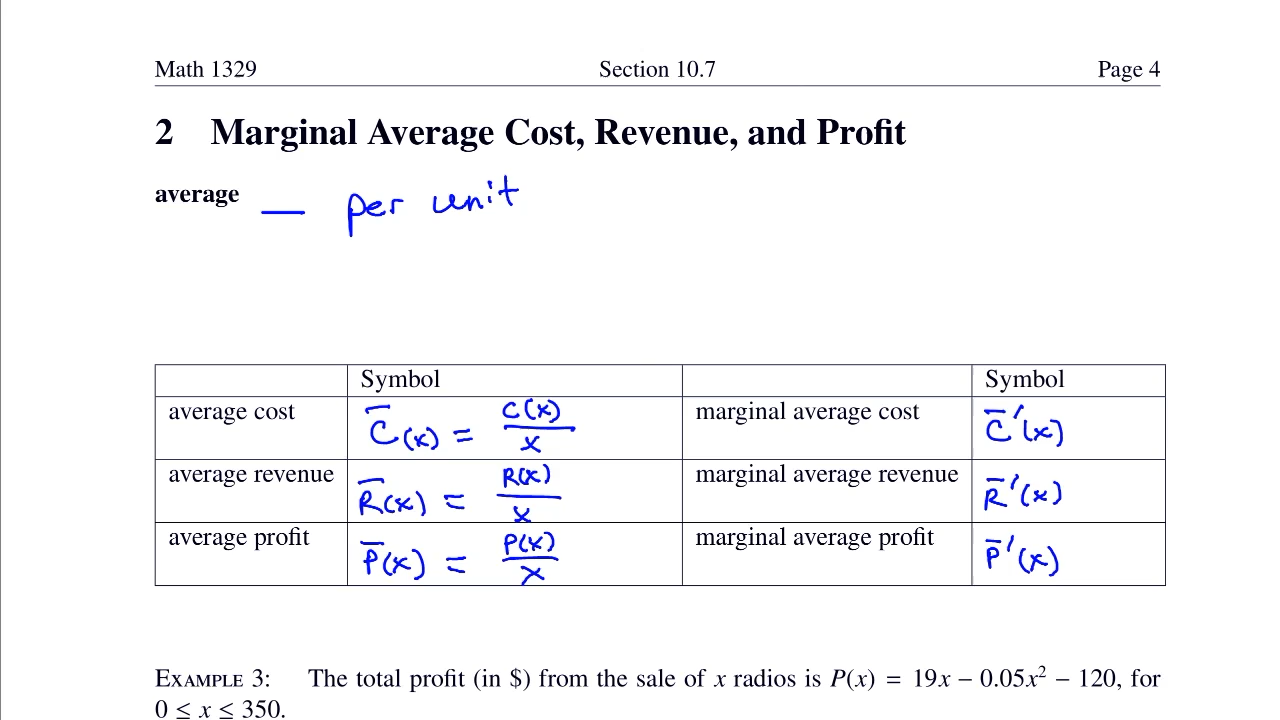 Math 1329 Section 10.7 Page 4
2 Marginal Average Cost, Revenue, and Profit
average — per unit
Symbol Symbol
average cost C̅(x) = C(x)/x marginal average cost C̅'(x)
average revenue R̅(x) = R(x)/x marginal average revenue R̅'(x)
average profit P̅(x) = P(x)/x marginal average profit P̅'(x)
EXAMPLE 3: The total profit (in $) from the sale of x radios is P(x) = 19x − 0.05x² − 120, for
0 ≤ x ≤ 350.